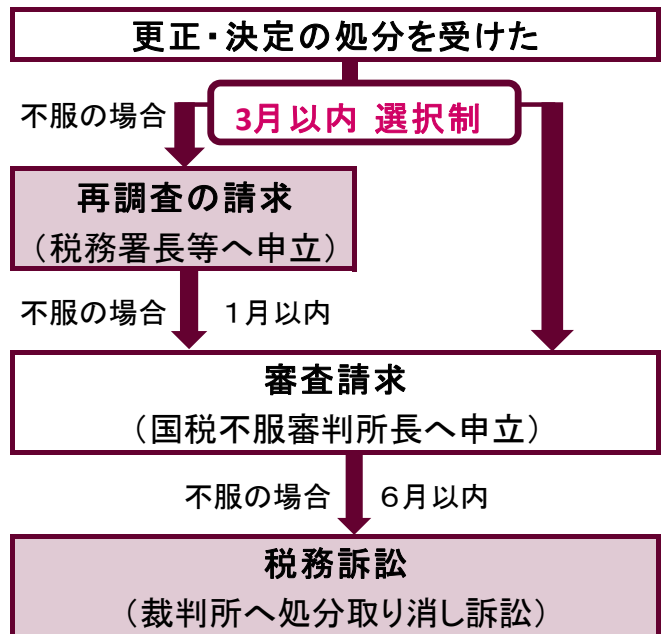 更正・決定の処分を受けた
不服の場合
3月以内 選択制
再調査の請求
（税務署長等へ申立）
不服の場合 １月以内
審査請求
（国税不服審判所長へ申立）
不服の場合 ６月以内
税務訴訟
（裁判所へ処分取り消し訴訟）